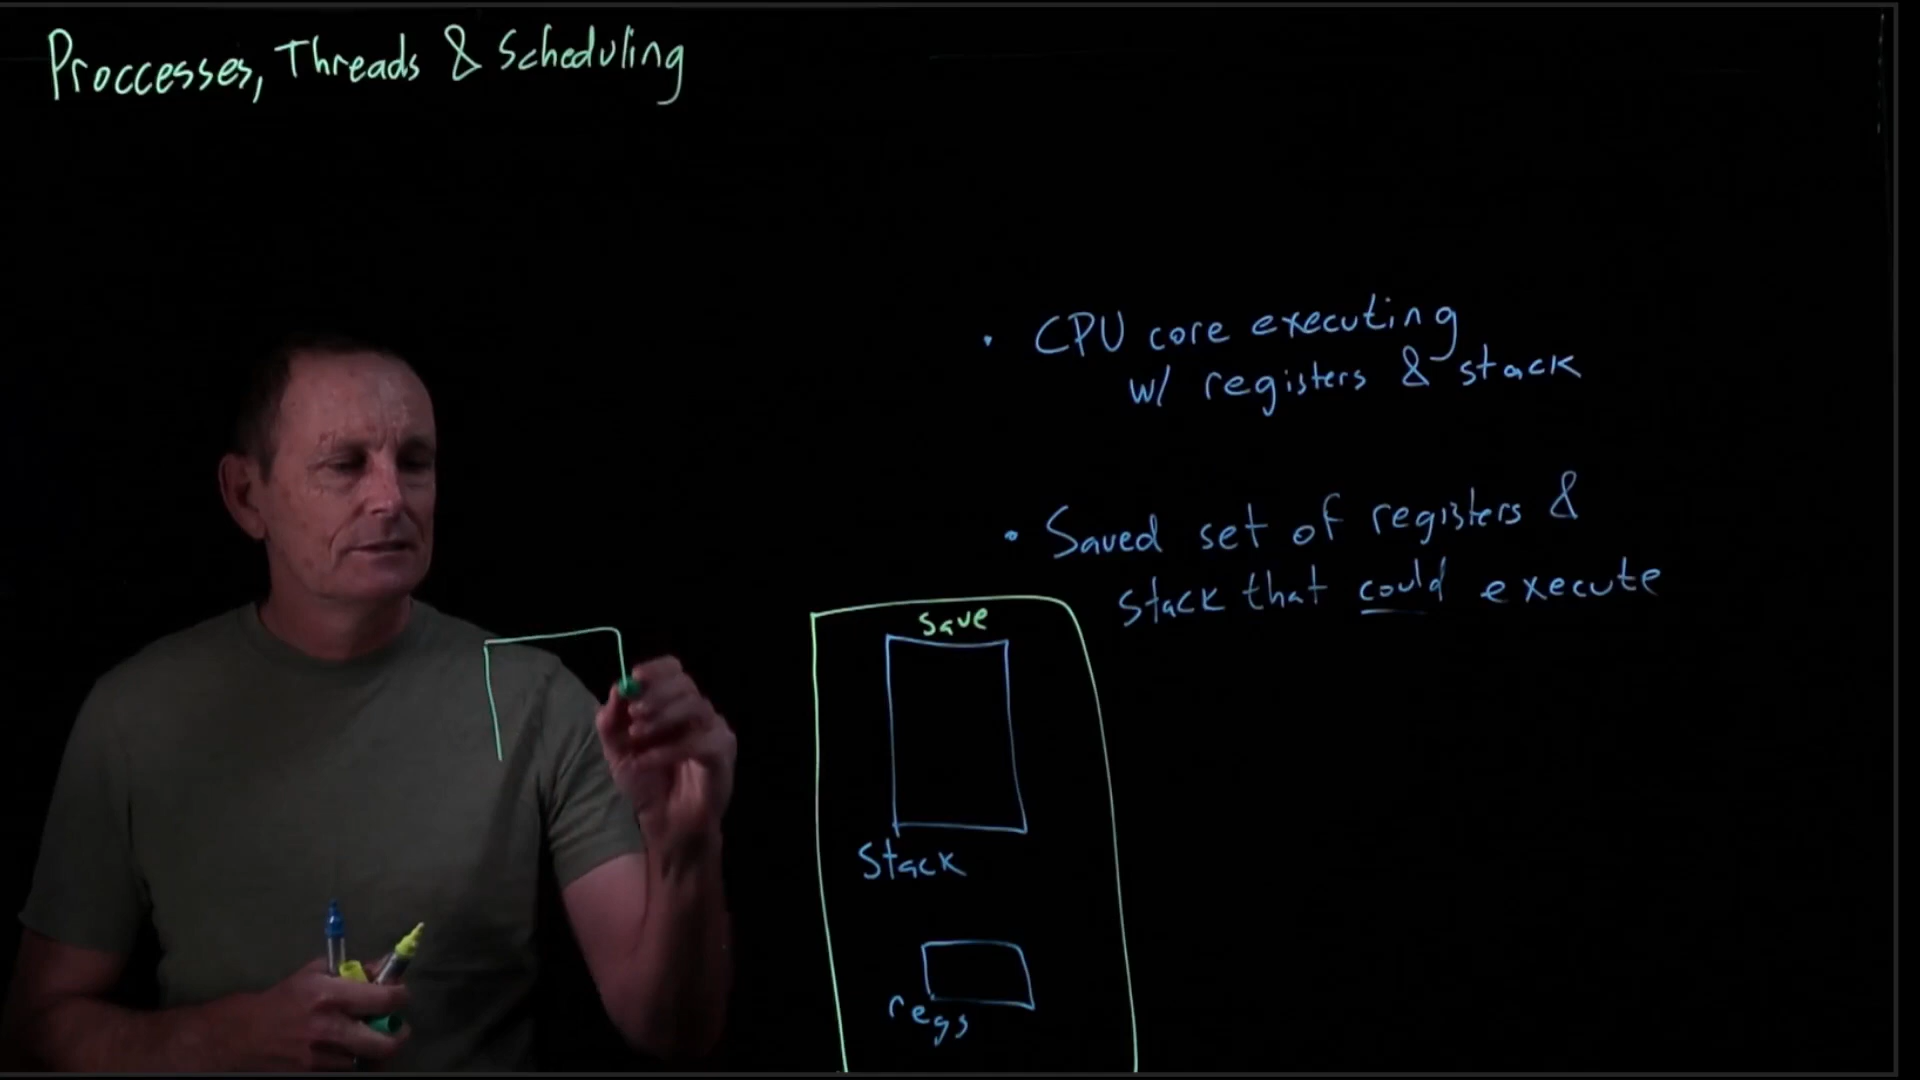 Proccesses, Threads & Scheduling
• CPU core executing
w/ registers & stack
• Saved set of registers &
stack that could execute
Save
Stack
regs